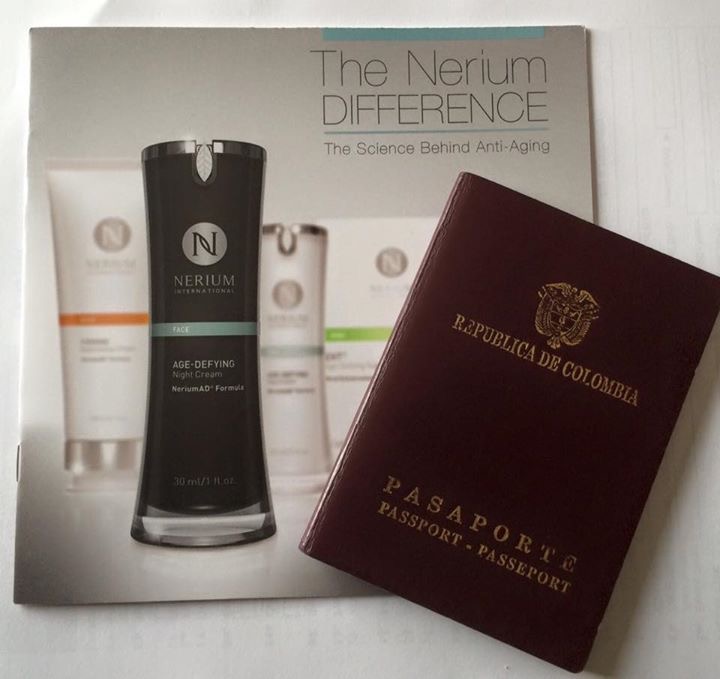 The Nerium
DIFFERENCE
The Science Behind Anti-Aging
NERIUM
NERIUM
INTERNATIONAL
FACE
AGE-DEFYING
Night Cream
NeriumAD® Formula
30 ml/1 fl.oz.
REPUBLICA DE COLOMBIA
PASAPORTE
PASSPORT - PASSEPORT